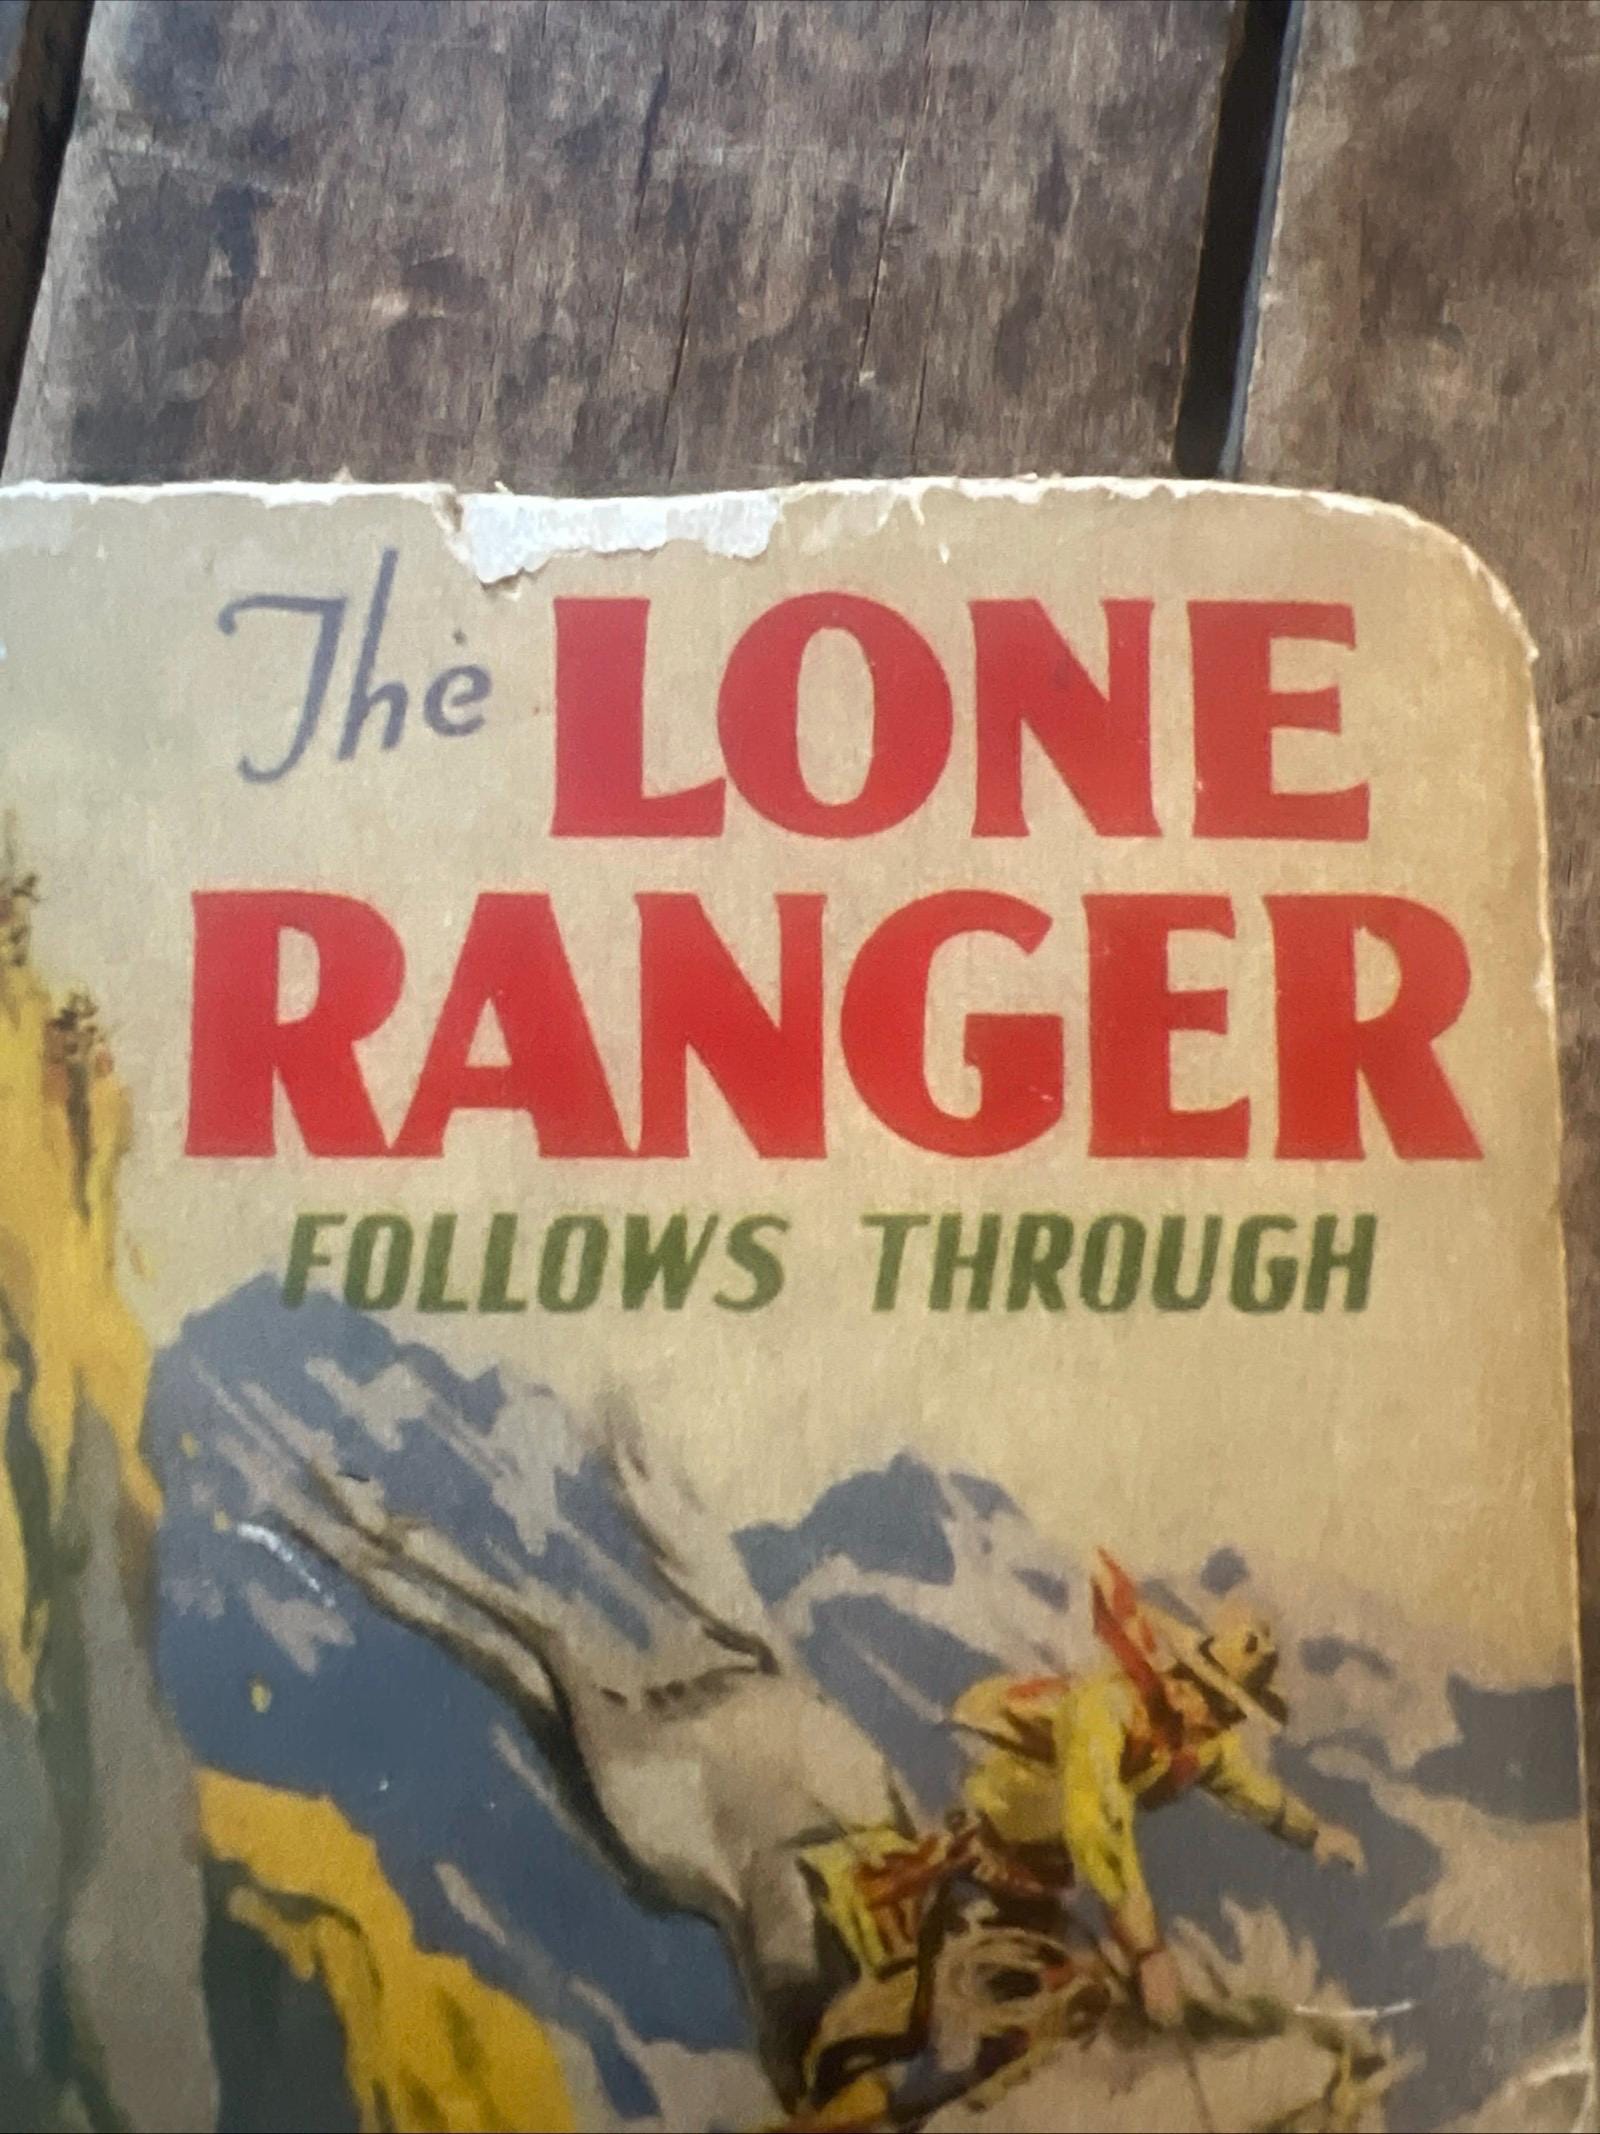 The LONE
RANGER
FOLLOWS THROUGH